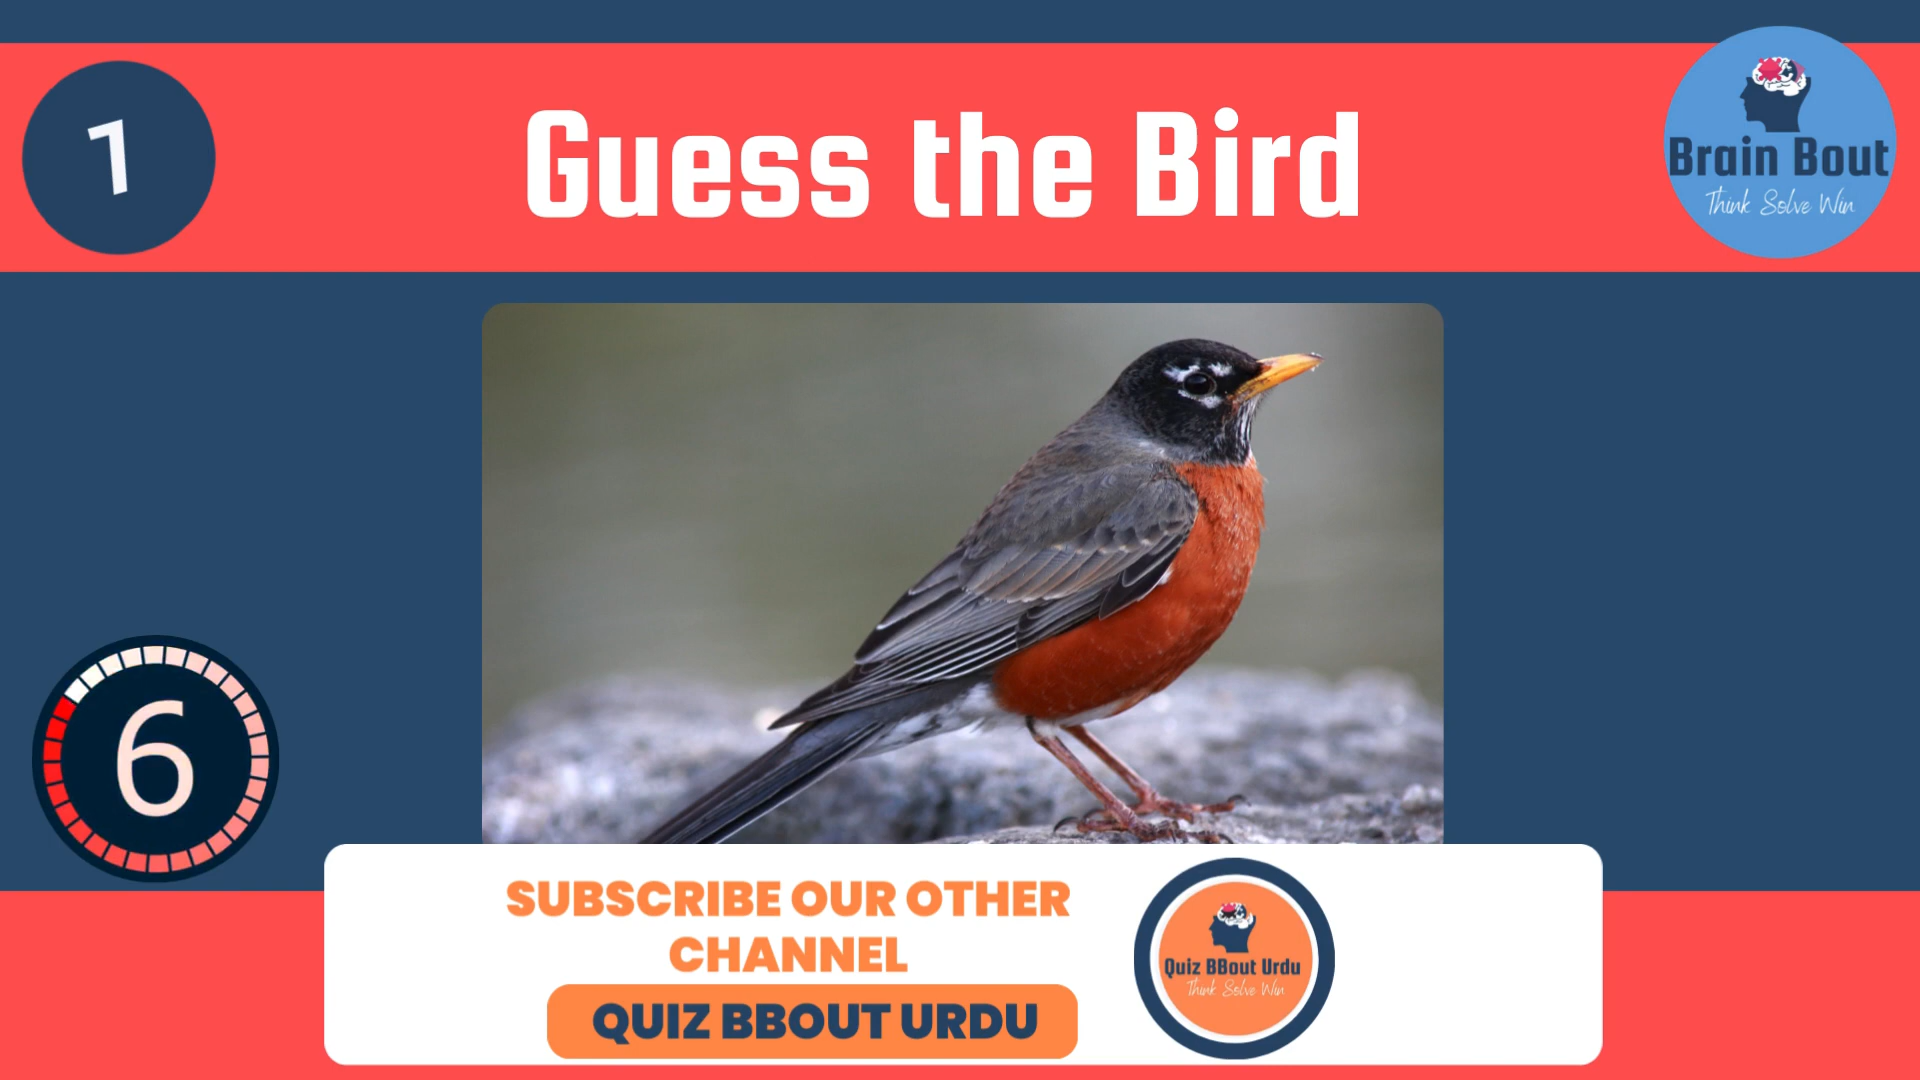 1
Guess the Bird
Brain Bout
Think Solve Win
6
SUBSCRIBE OUR OTHER
CHANNEL
QUIZ BBOUT URDU
Quiz BBout Urdu
Think Solve Win